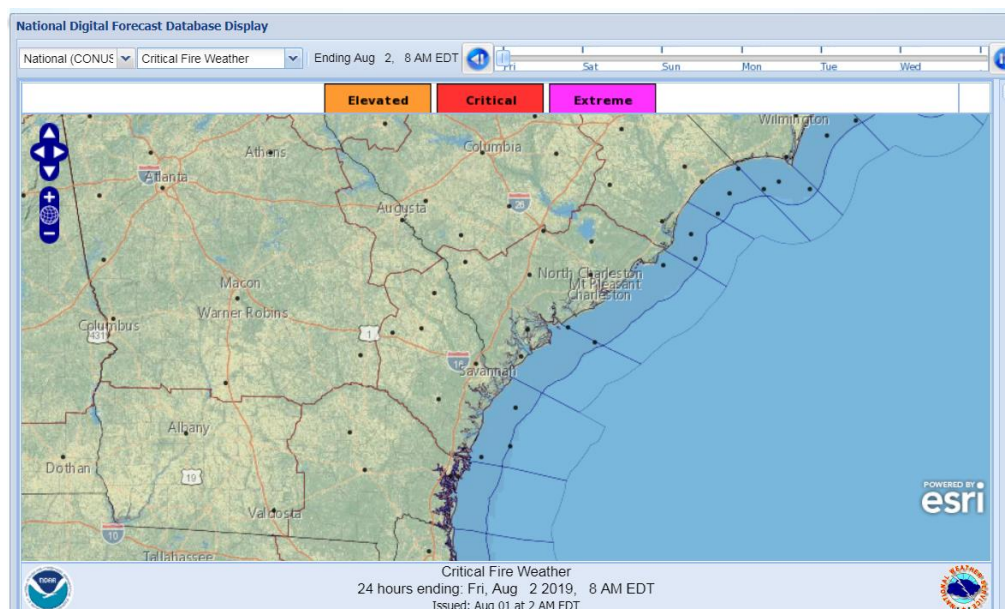 National Digital Forecast Database Display
National (CONUS Critical Fire Weather Ending Aug 2, 8 AM EDT Fri Sat Sun Mon Tue Wed
Elevated Critical Extreme
Wilmington
Columbia
Athens
Atlanta
Augusta
26
North Charleston
Mt Pleasant
Charleston
Macon
Warner Robins
Columbus
431
1
16
Savannah
Albany
Dothan
19
Valdosta
10
Tallahassee
POWERED BY
esri
NOAA
Critical Fire Weather
24 hours ending: Fri, Aug 2 2019, 8 AM EDT
Issued: Aug 01 at 2 AM EDT